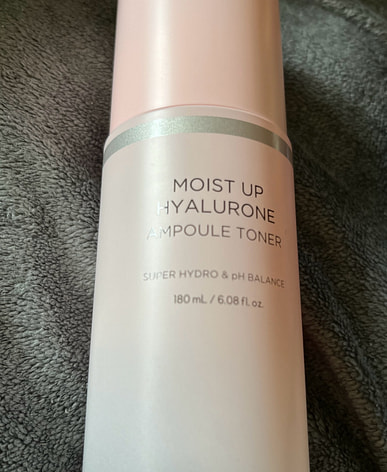 MOIST UP
HYALURONE
AMPOULE TONER
SUPER HYDRO & pH BALANCE
180 mL / 6.08 fl. oz.